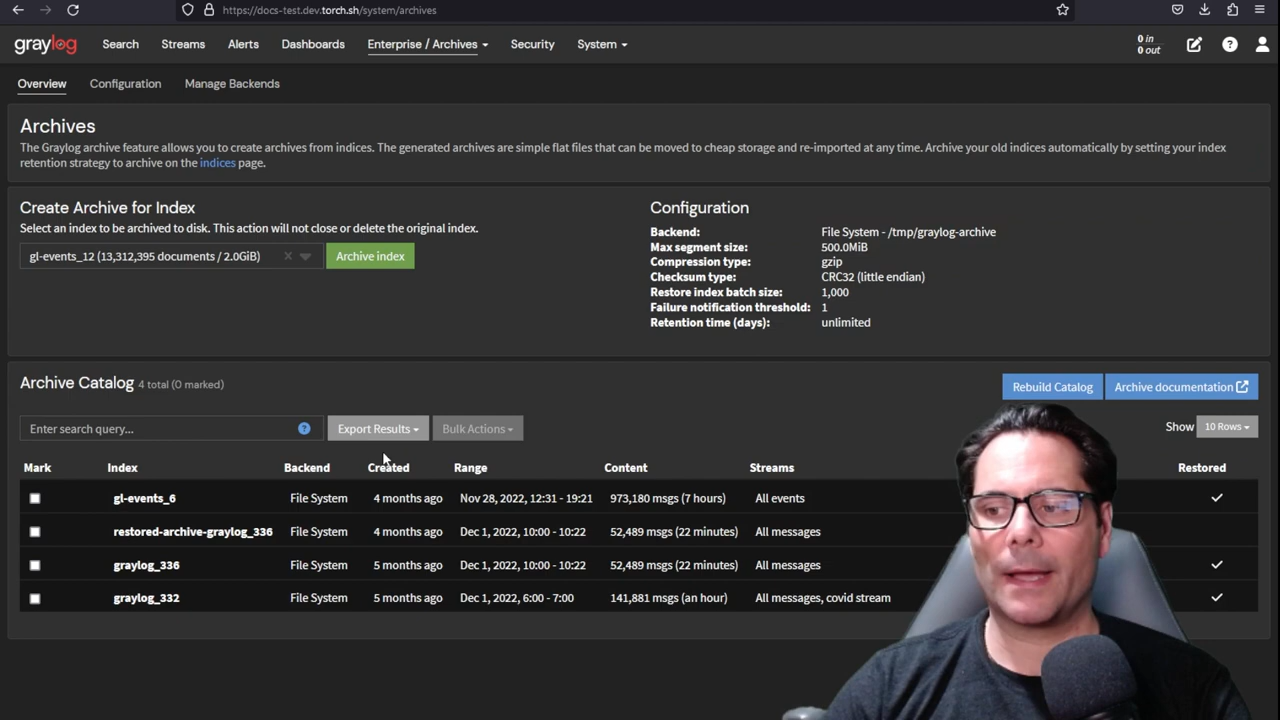 https://docs-test.dev.torch.sh/system/archives
graylog Search Streams Alerts Dashboards Enterprise / Archives Security System 0 in
0 out
Overview Configuration Manage Backends
Archives
The Graylog archive feature allows you to create archives from indices. The generated archives are simple flat files that can be moved to cheap storage and re-imported at any time. Archive your old indices automatically by setting your index
retention strategy to archive on the indices page.
Create Archive for Index
Select an index to be archived to disk. This action will not close or delete the original index.
gl-events_12 (13,312,395 documents / 2.0GiB) Archive index
Configuration
Backend: File System - /tmp/graylog-archive
Max segment size: 500.0MiB
Compression type: gzip
Checksum type: CRC32 (little endian)
Restore index batch size: 1,000
Failure notification threshold: 1
Retention time (days): unlimited
Archive Catalog 4 total (0 marked) Rebuild Catalog Archive documentation
Enter search query... Export Results Bulk Actions Show 10 Rows
Mark Index Backend Created Range Content Streams Restored
gl-events_6 File System 4 months ago Nov 28, 2022, 12:31 - 19:21 973,180 msgs (7 hours) All events
restored-archive-graylog_336 File System 4 months ago Dec 1, 2022, 10:00 - 10:22 52,489 msgs (22 minutes) All messages
graylog_336 File System 5 months ago Dec 1, 2022, 10:00 - 10:22 52,489 msgs (22 minutes) All messages
graylog_332 File System 5 months ago Dec 1, 2022, 6:00 - 7:00 141,881 msgs (an hour) All messages, covid stream